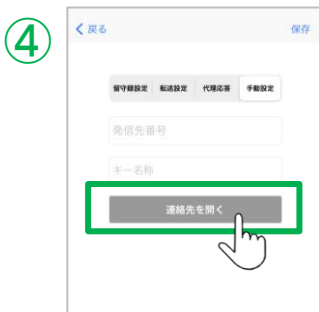 ④
戻る 保存
留守録設定 転送設定 代理応答 手動設定
発信先番号
キー名称
連絡先を開く